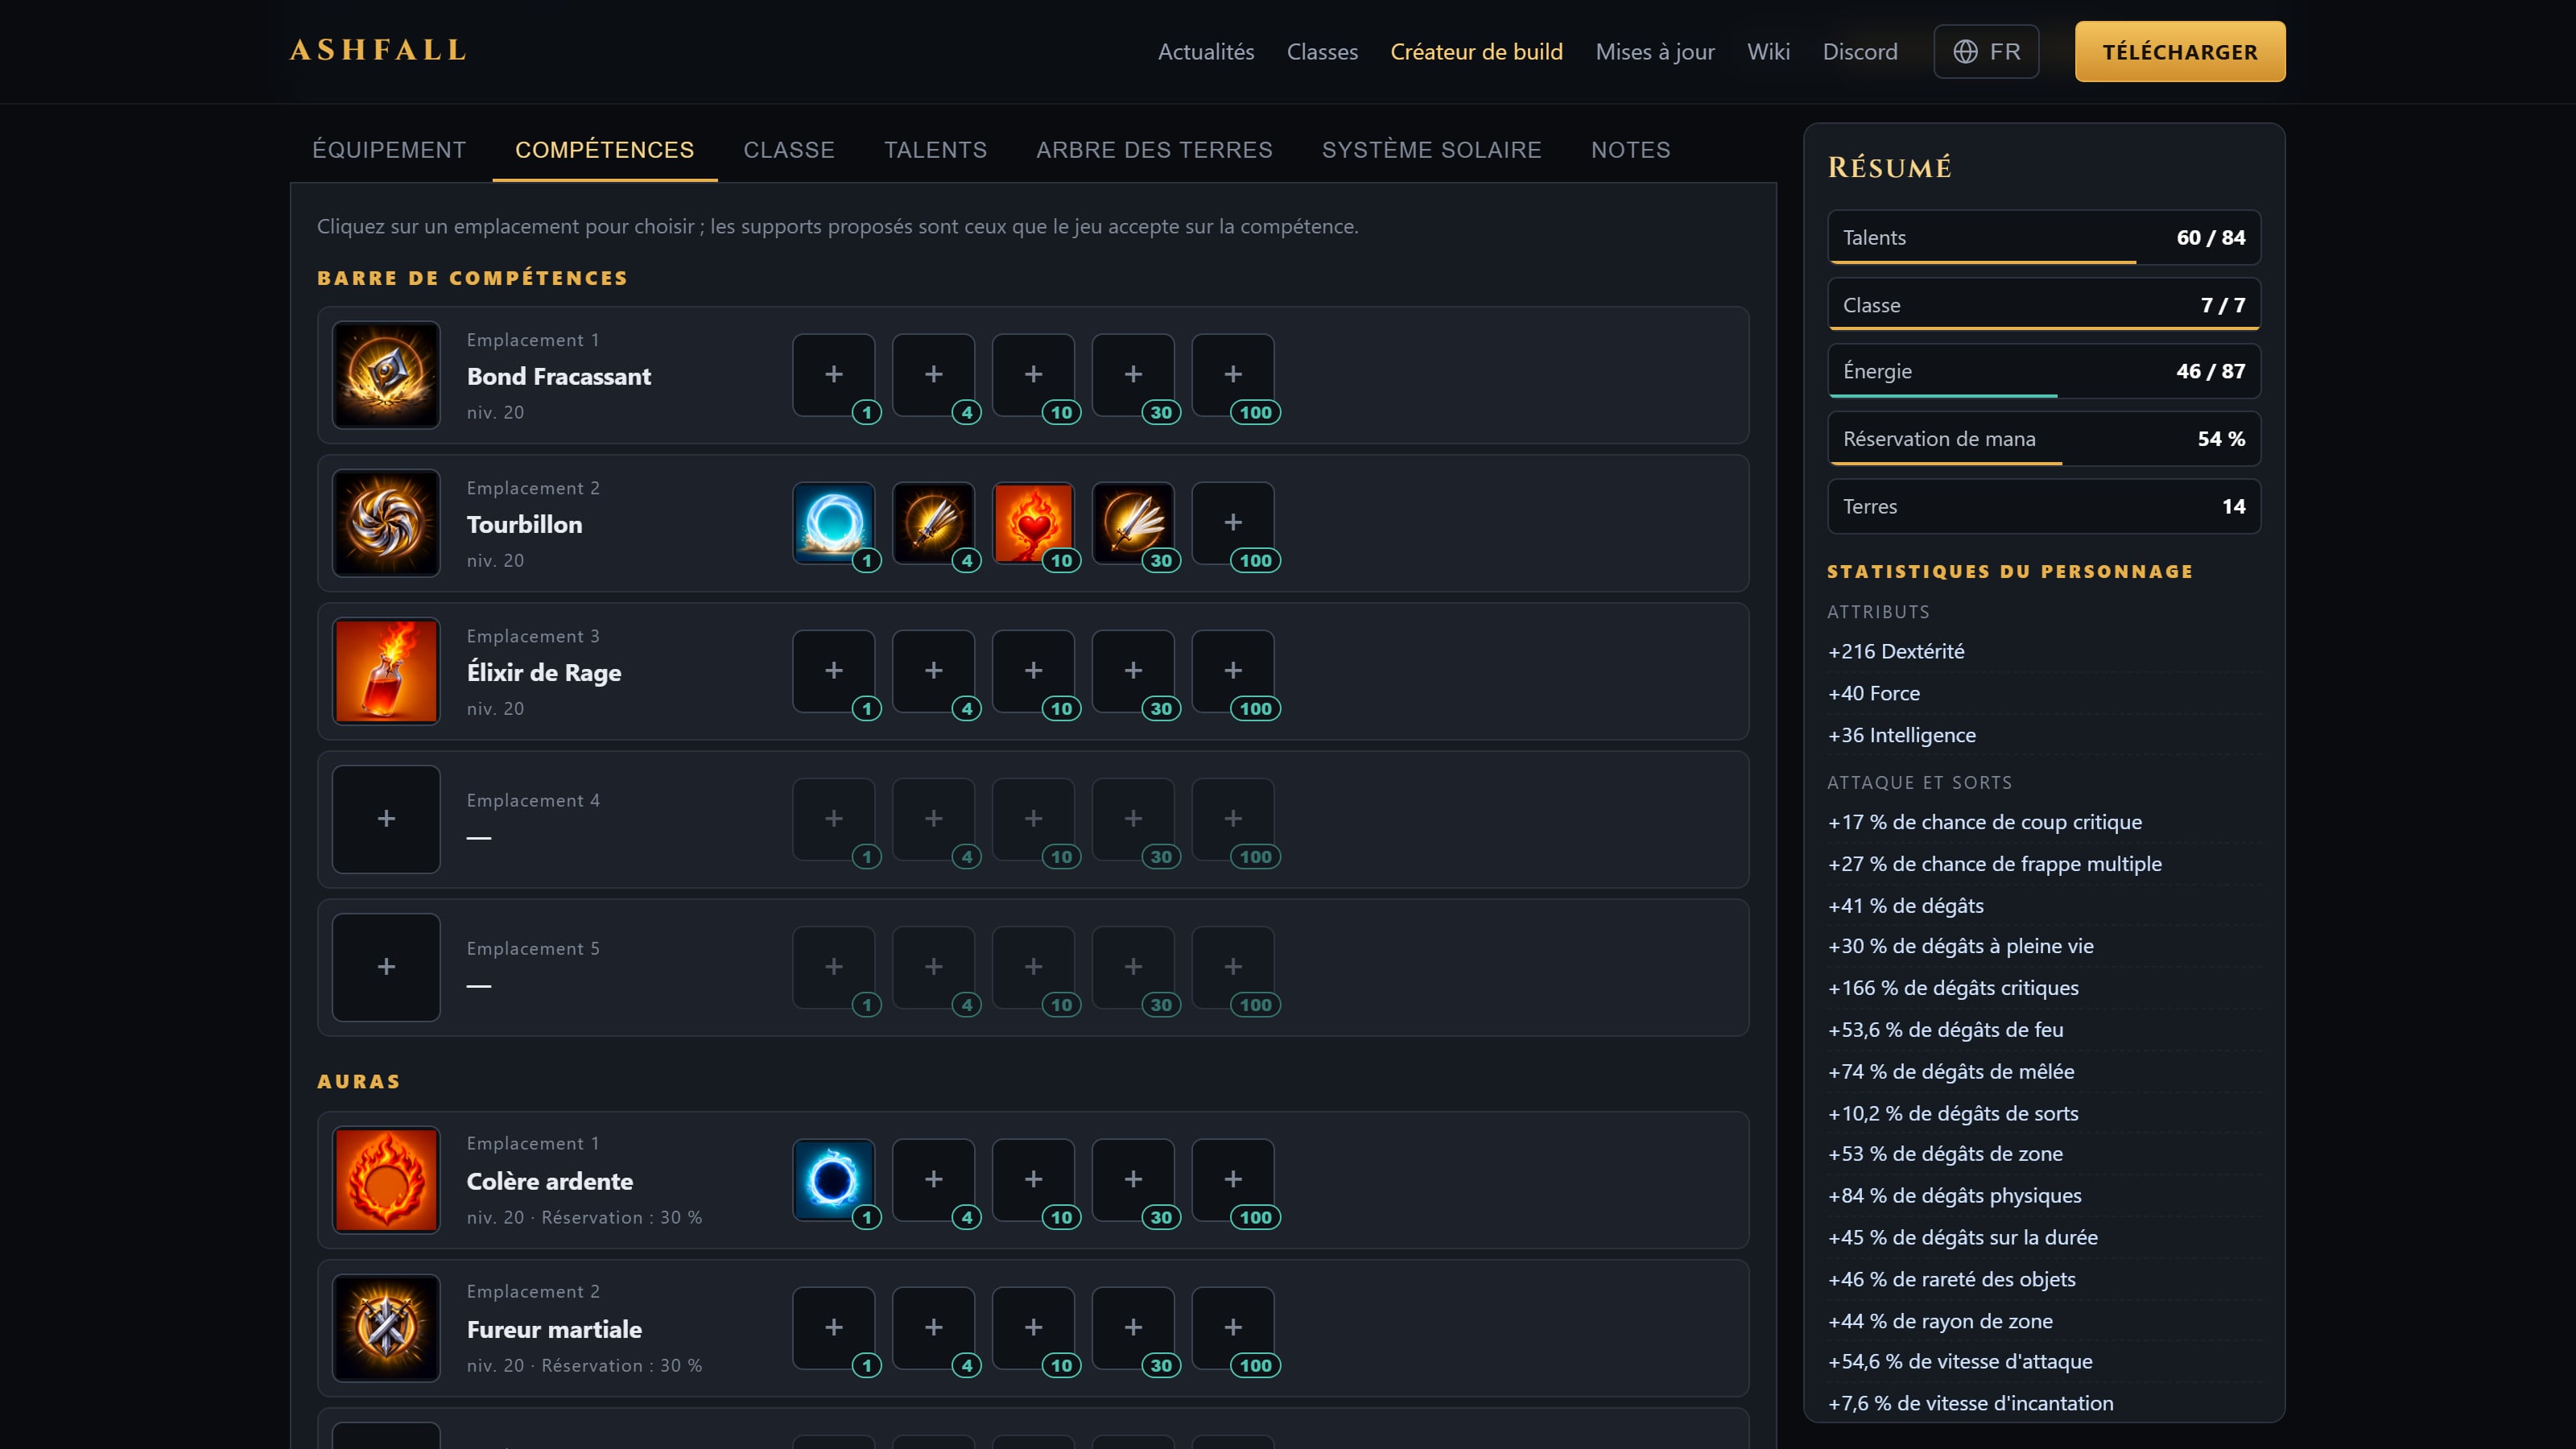 ASHFALL
Actualités Classes Créateur de build Mises à jour Wiki Discord FR TÉLÉCHARGER
ÉQUIPEMENT COMPÉTENCES CLASSE TALENTS ARBRE DES TERRES SYSTÈME SOLAIRE NOTES
Cliquez sur un emplacement pour choisir ; les supports proposés sont ceux que le jeu accepte sur la compétence.
BARRE DE COMPÉTENCES
Emplacement 1
Bond Fracassant
niv. 20
+ + + + +
1 4 10 30 100
Emplacement 2
Tourbillon
niv. 20
+
1 4 10 30 100
Emplacement 3
Élixir de Rage
niv. 20
+ + + + +
1 4 10 30 100
+
Emplacement 4
—
+ + + + +
1 4 10 30 100
+
Emplacement 5
—
+ + + + +
1 4 10 30 100
AURAS
Emplacement 1
Colère ardente
niv. 20 · Réservation : 30 %
+ + + +
1 4 10 30 100
Emplacement 2
Fureur martiale
niv. 20 · Réservation : 30 %
+ + + + +
1 4 10 30 100
RÉSUMÉ
Talents 60 / 84
Classe 7 / 7
Énergie 46 / 87
Réservation de mana 54 %
Terres 14
STATISTIQUES DU PERSONNAGE
ATTRIBUTS
+216 Dextérité
+40 Force
+36 Intelligence
ATTAQUE ET SORTS
+17 % de chance de coup critique
+27 % de chance de frappe multiple
+41 % de dégâts
+30 % de dégâts à pleine vie
+166 % de dégâts critiques
+53,6 % de dégâts de feu
+74 % de dégâts de mêlée
+10,2 % de dégâts de sorts
+53 % de dégâts de zone
+84 % de dégâts physiques
+45 % de dégâts sur la durée
+46 % de rareté des objets
+44 % de rayon de zone
+54,6 % de vitesse d'attaque
+7,6 % de vitesse d'incantation